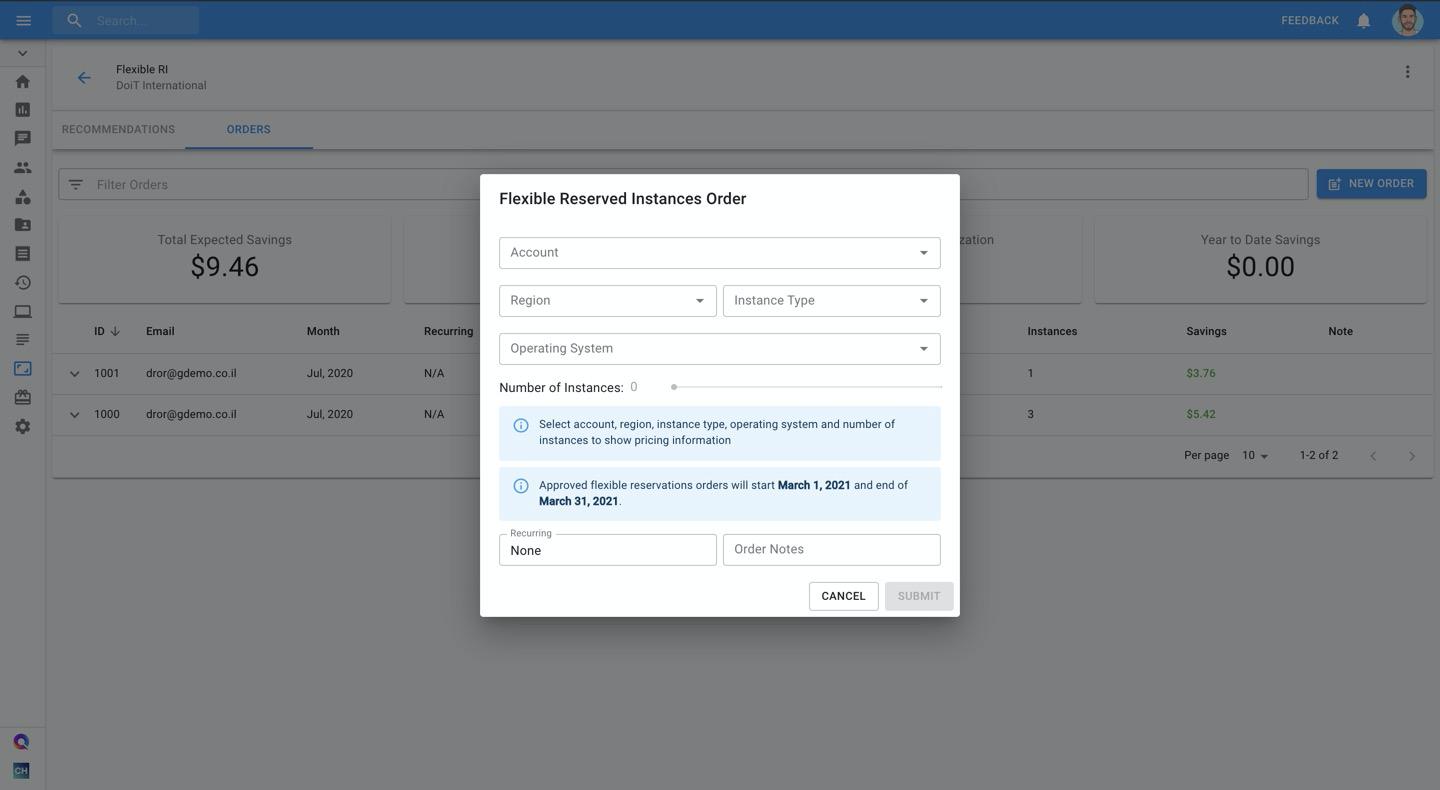 Search...
FEEDBACK
Flexible RI
DoiT International
RECOMMENDATIONS
ORDERS
Filter Orders
NEW ORDER
Total Expected Savings
$9.46
zation
Year to Date Savings
$0.00
ID Email Month Recurring Instances Savings Note
1001 dror@gdemo.co.il Jul, 2020 N/A 1 $3.76
1000 dror@gdemo.co.il Jul, 2020 N/A 3 $5.42
Per page 10 1-2 of 2
Flexible Reserved Instances Order
Account
Region
Instance Type
Operating System
Number of Instances: 0
Select account, region, instance type, operating system and number of
instances to show pricing information
Approved flexible reservations orders will start March 1, 2021 and end of
March 31, 2021.
Recurring
None
Order Notes
CANCEL
SUBMIT
CH